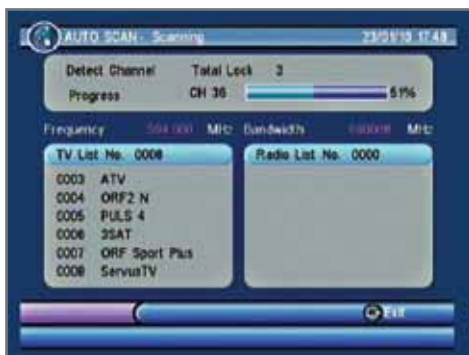 AUTO SCAN - Scanning 23/01/10 17:48
Detect Channel Total Lock 3
Progress CH 36 51%
Frequency MHz Bandwidth MHz
TV List No. 0008 Radio List No. 0000
0003 ATV
0004 ORF2 N
0005 PULS 4
0006 3SAT
0007 ORF Sport Plus
0008 ServusTV
Exit